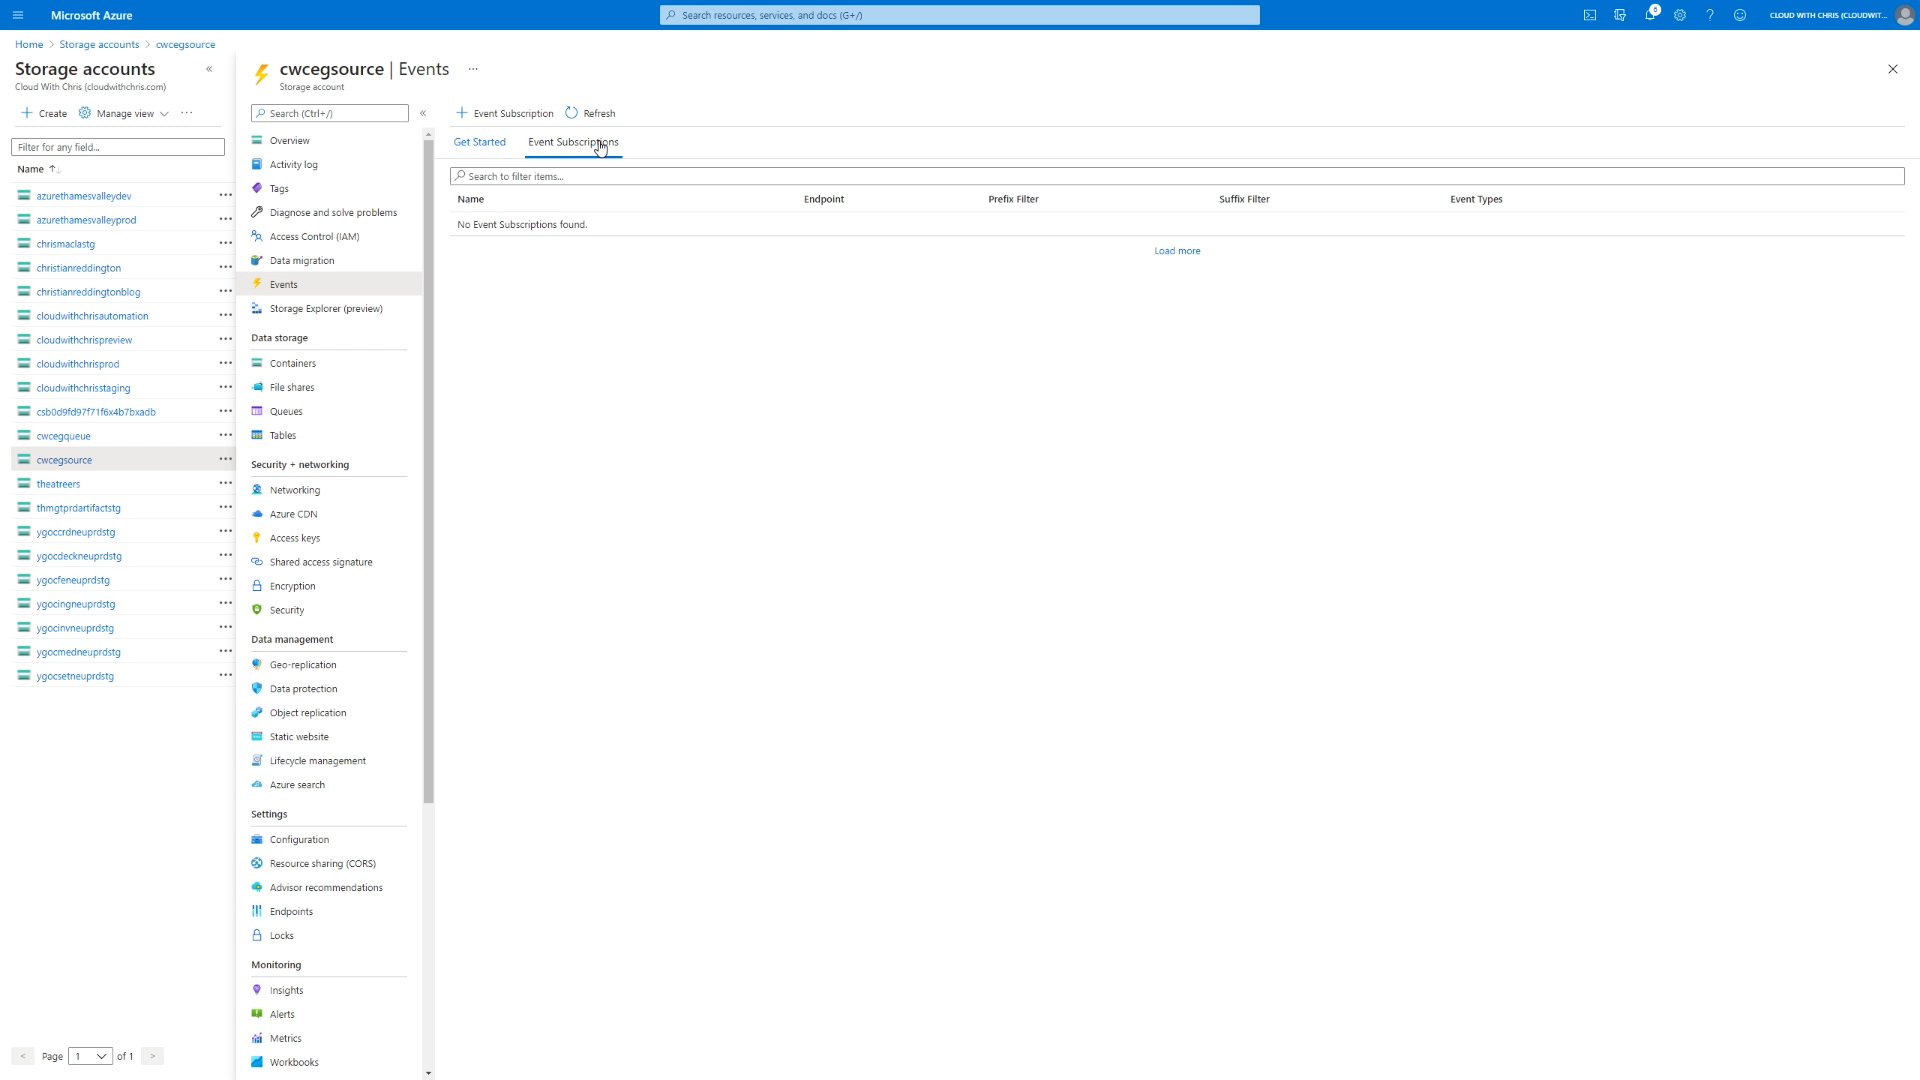 Microsoft Azure
Search resources, services, and docs (G+/)
6
CLOUD WITH CHRIS (CLOUDWIT...
Home > Storage accounts > cwcegsource
Storage accounts
Cloud With Chris (cloudwithchris.com)
+ Create
Manage view
...
Filter for any field...
Name ↑↓
azurethamesvalleydev
azurethamesvalleyprod
chrismaclastg
christianreddington
christianreddingtonblog
cloudwithchrisautomation
cloudwithchrispreview
cloudwithchrisprod
cloudwithchrisstaging
csb0d9fd97f71f6x4b7bxadb
cwcegqueue
cwcegsource
theatreers
thmgtprdartifactstg
ygoccrdneuprdstg
ygocdeckneuprdstg
ygocfeneuprdstg
ygocingneuprdstg
ygocinvneuprdstg
ygocmedneuprdstg
ygocsetneuprdstg
< Page 1 of 1 >
cwcegsource | Events ...
Storage account
Search (Ctrl+/)
«
Overview
Activity log
Tags
Diagnose and solve problems
Access Control (IAM)
Data migration
Events
Storage Explorer (preview)
Data storage
Containers
File shares
Queues
Tables
Security + networking
Networking
Azure CDN
Access keys
Shared access signature
Encryption
Security
Data management
Geo-replication
Data protection
Object replication
Static website
Lifecycle management
Azure search
Settings
Configuration
Resource sharing (CORS)
Advisor recommendations
Endpoints
Locks
Monitoring
Insights
Alerts
Metrics
Workbooks
+ Event Subscription
Refresh
Get Started
Event Subscriptions
Search to filter items...
Name Endpoint Prefix Filter Suffix Filter Event Types
No Event Subscriptions found.
Load more